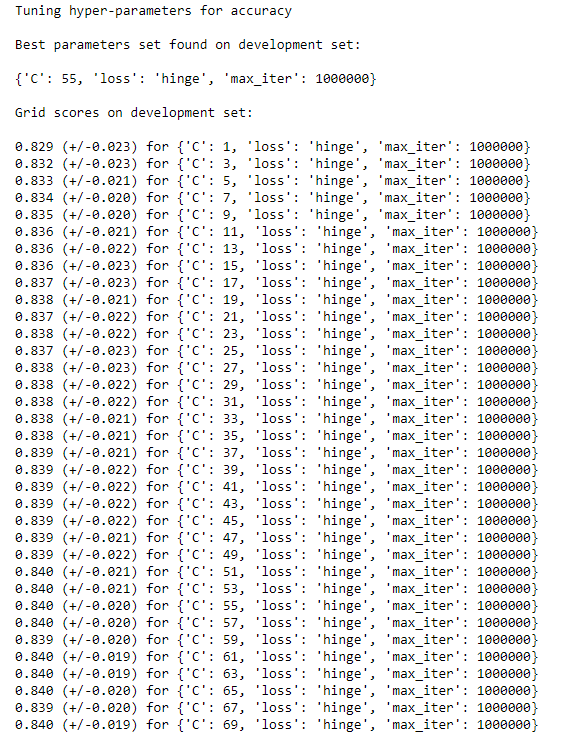 Tuning hyper-parameters for accuracy
Best parameters set found on development set:
{'C': 55, 'loss': 'hinge', 'max_iter': 1000000}
Grid scores on development set:
0.829 (+/-0.023) for {'C': 1, 'loss': 'hinge', 'max_iter': 1000000}
0.832 (+/-0.023) for {'C': 3, 'loss': 'hinge', 'max_iter': 1000000}
0.833 (+/-0.021) for {'C': 5, 'loss': 'hinge', 'max_iter': 1000000}
0.834 (+/-0.020) for {'C': 7, 'loss': 'hinge', 'max_iter': 1000000}
0.835 (+/-0.020) for {'C': 9, 'loss': 'hinge', 'max_iter': 1000000}
0.836 (+/-0.021) for {'C': 11, 'loss': 'hinge', 'max_iter': 1000000}
0.836 (+/-0.022) for {'C': 13, 'loss': 'hinge', 'max_iter': 1000000}
0.836 (+/-0.023) for {'C': 15, 'loss': 'hinge', 'max_iter': 1000000}
0.837 (+/-0.023) for {'C': 17, 'loss': 'hinge', 'max_iter': 1000000}
0.838 (+/-0.021) for {'C': 19, 'loss': 'hinge', 'max_iter': 1000000}
0.837 (+/-0.022) for {'C': 21, 'loss': 'hinge', 'max_iter': 1000000}
0.838 (+/-0.022) for {'C': 23, 'loss': 'hinge', 'max_iter': 1000000}
0.837 (+/-0.023) for {'C': 25, 'loss': 'hinge', 'max_iter': 1000000}
0.838 (+/-0.023) for {'C': 27, 'loss': 'hinge', 'max_iter': 1000000}
0.838 (+/-0.022) for {'C': 29, 'loss': 'hinge', 'max_iter': 1000000}
0.838 (+/-0.022) for {'C': 31, 'loss': 'hinge', 'max_iter': 1000000}
0.838 (+/-0.021) for {'C': 33, 'loss': 'hinge', 'max_iter': 1000000}
0.838 (+/-0.021) for {'C': 35, 'loss': 'hinge', 'max_iter': 1000000}
0.839 (+/-0.021) for {'C': 37, 'loss': 'hinge', 'max_iter': 1000000}
0.839 (+/-0.022) for {'C': 39, 'loss': 'hinge', 'max_iter': 1000000}
0.839 (+/-0.022) for {'C': 41, 'loss': 'hinge', 'max_iter': 1000000}
0.839 (+/-0.022) for {'C': 43, 'loss': 'hinge', 'max_iter': 1000000}
0.839 (+/-0.022) for {'C': 45, 'loss': 'hinge', 'max_iter': 1000000}
0.839 (+/-0.021) for {'C': 47, 'loss': 'hinge', 'max_iter': 1000000}
0.839 (+/-0.022) for {'C': 49, 'loss': 'hinge', 'max_iter': 1000000}
0.840 (+/-0.021) for {'C': 51, 'loss': 'hinge', 'max_iter': 1000000}
0.840 (+/-0.021) for {'C': 53, 'loss': 'hinge', 'max_iter': 1000000}
0.840 (+/-0.020) for {'C': 55, 'loss': 'hinge', 'max_iter': 1000000}
0.840 (+/-0.020) for {'C': 57, 'loss': 'hinge', 'max_iter': 1000000}
0.839 (+/-0.020) for {'C': 59, 'loss': 'hinge', 'max_iter': 1000000}
0.840 (+/-0.019) for {'C': 61, 'loss': 'hinge', 'max_iter': 1000000}
0.840 (+/-0.019) for {'C': 63, 'loss': 'hinge', 'max_iter': 1000000}
0.840 (+/-0.020) for {'C': 65, 'loss': 'hinge', 'max_iter': 1000000}
0.839 (+/-0.020) for {'C': 67, 'loss': 'hinge', 'max_iter': 1000000}
0.840 (+/-0.019) for {'C': 69, 'loss': 'hinge', 'max_iter': 1000000}